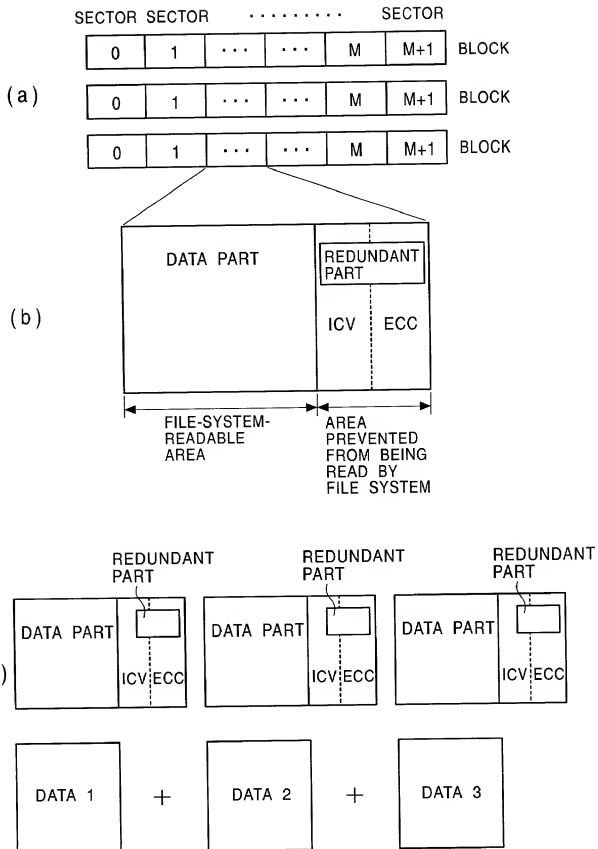 SECTOR SECTOR ········· SECTOR
0 1 ··· ··· M M+1 BLOCK
(a) 0 1 ··· ··· M M+1 BLOCK
0 1 ··· ··· M M+1 BLOCK
DATA PART
REDUNDANT
PART
(b)
ICV ECC
FILE-SYSTEM-
READABLE
AREA
AREA
PREVENTED
FROM BEING
READ BY
FILE SYSTEM
REDUNDANT
PART
REDUNDANT
PART
REDUNDANT
PART
DATA PART DATA PART DATA PART
) ICV ECC ICV ECC ICV ECC
DATA 1 + DATA 2 + DATA 3